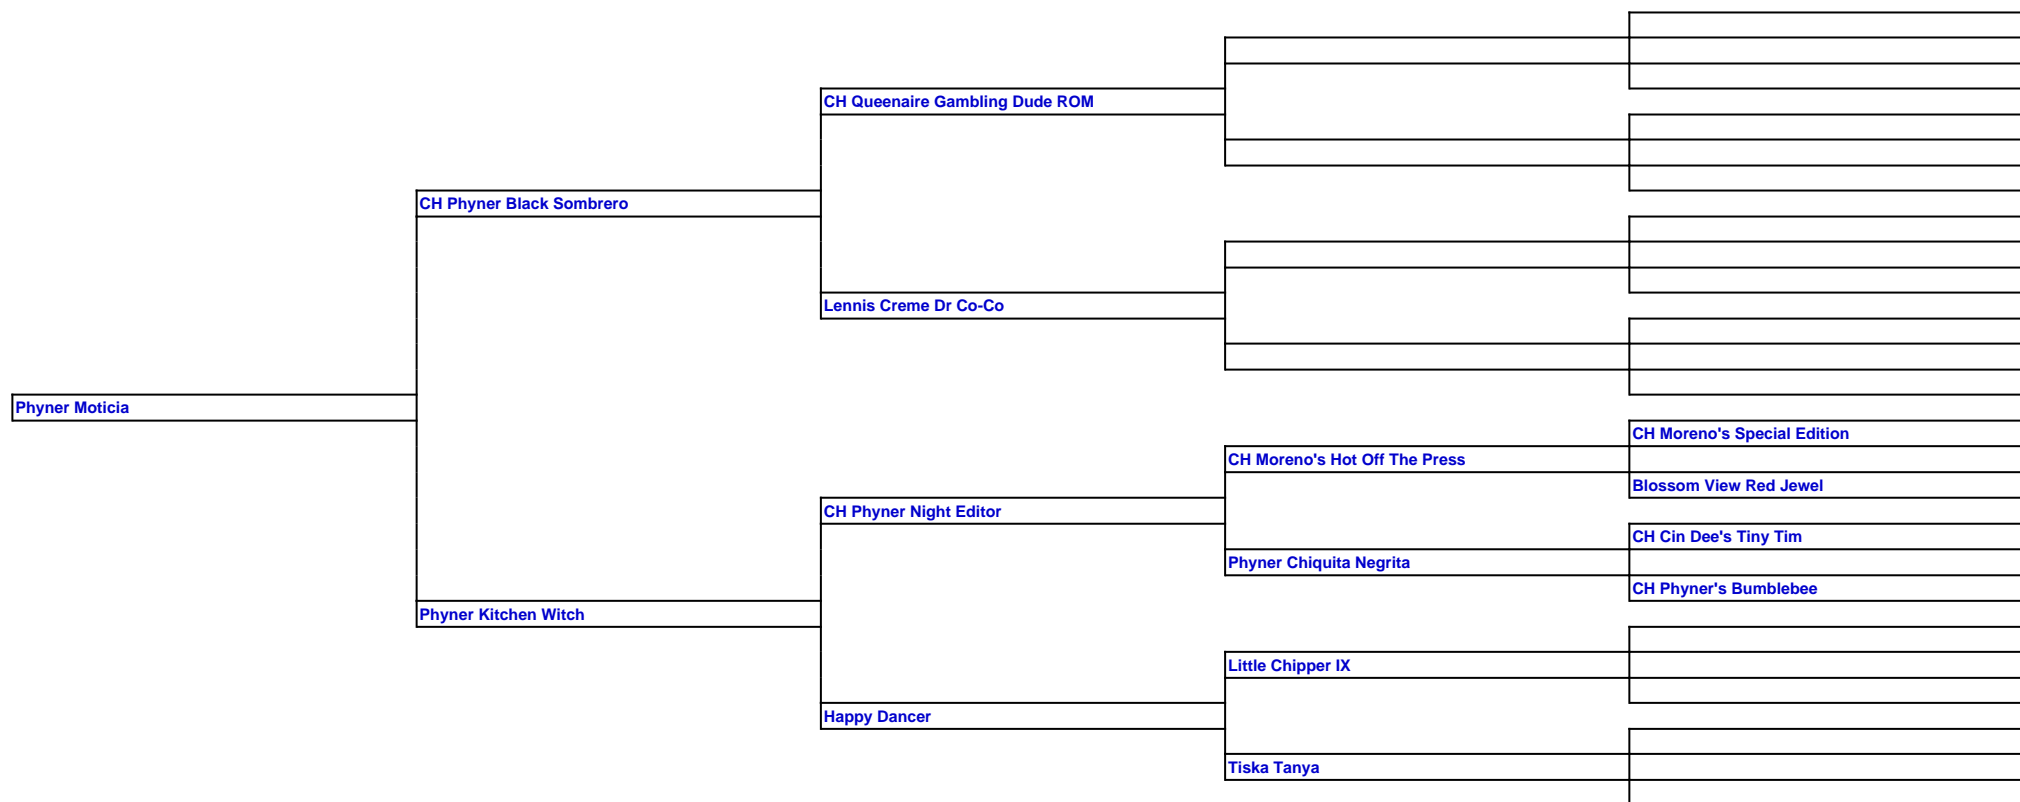 CH Queenaire Gambling Dude ROM
CH Phyner Black Sombrero
Lennis Creme Dr Co-Co
Phyner Moticia
CH Moreno's Special Edition
CH Moreno's Hot Off The Press
Blossom View Red Jewel
CH Phyner Night Editor
CH Cin Dee's Tiny Tim
Phyner Chiquita Negrita
CH Phyner's Bumblebee
Phyner Kitchen Witch
Little Chipper IX
Happy Dancer
Tiska Tanya